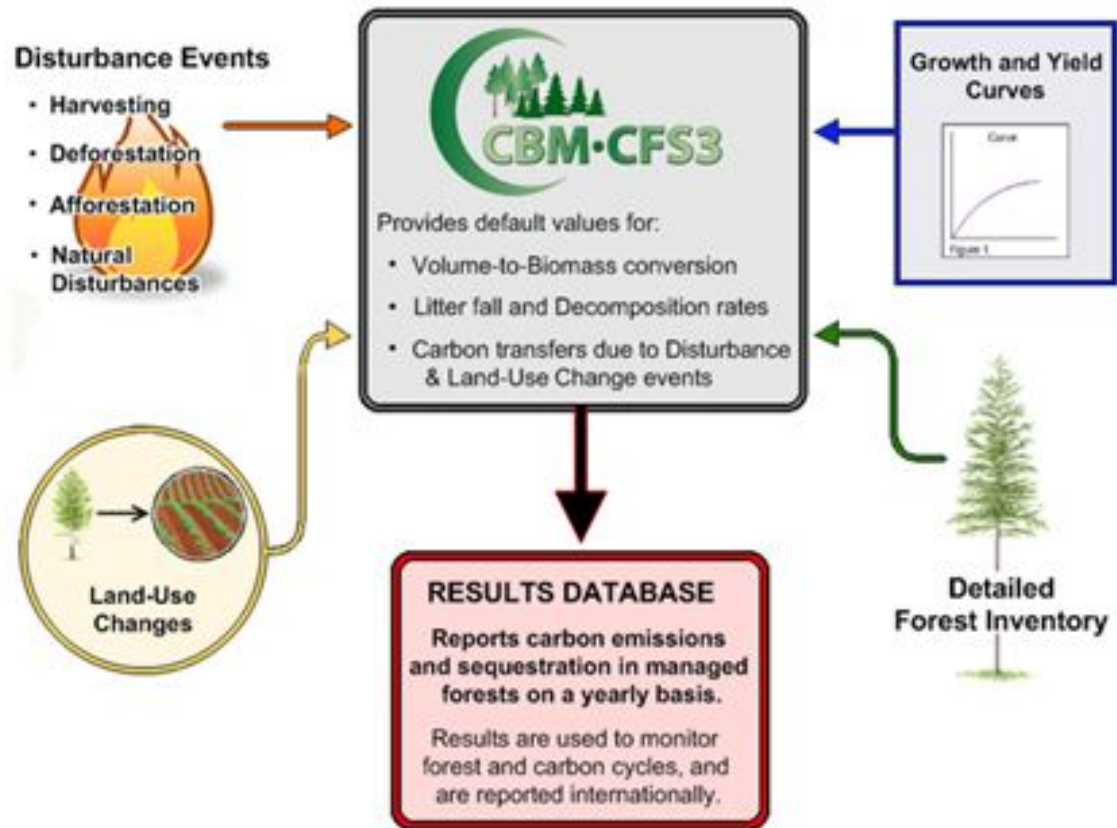 Disturbance Events
• Harvesting
• Deforestation
• Afforestation
• Natural
Disturbances
CBM•CFS3
Provides default values for:
• Volume-to-Biomass conversion
• Litter fall and Decomposition rates
• Carbon transfers due to Disturbance
& Land-Use Change events
Growth and Yield
Curves
Curve
Figure 1
Land-Use
Changes
Detailed
Forest Inventory
RESULTS DATABASE
Reports carbon emissions
and sequestration in managed
forests on a yearly basis.
Results are used to monitor
forest and carbon cycles, and
are reported internationally.